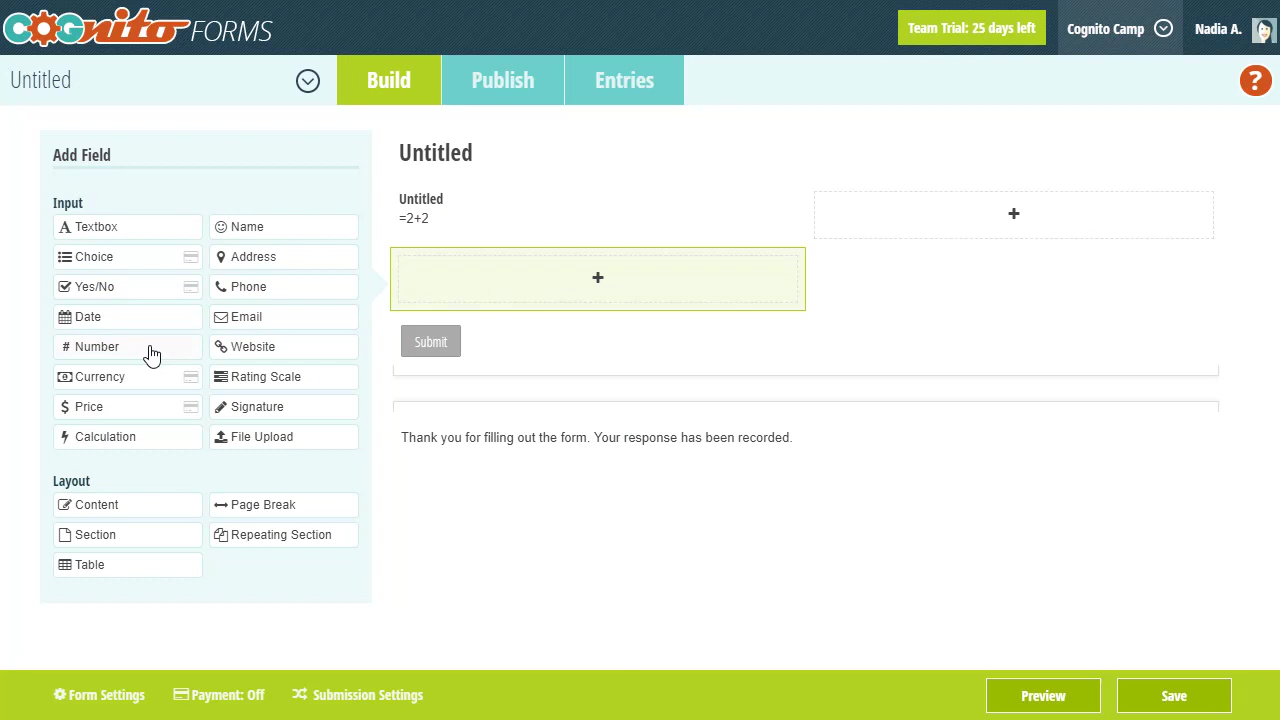 COGNITO FORMS
Team Trial: 25 days left
Cognito Camp
Nadia A.
Untitled
Build
Publish
Entries
?
Add Field
Input
Textbox
Name
Choice
Address
Yes/No
Phone
Date
Email
# Number
Website
Currency
Rating Scale
$ Price
Signature
Calculation
File Upload
Layout
Content
Page Break
Section
Repeating Section
Table
Untitled
Untitled
=2+2
+
+
Submit
Thank you for filling out the form. Your response has been recorded.
Form Settings
Payment: Off
Submission Settings
Preview
Save